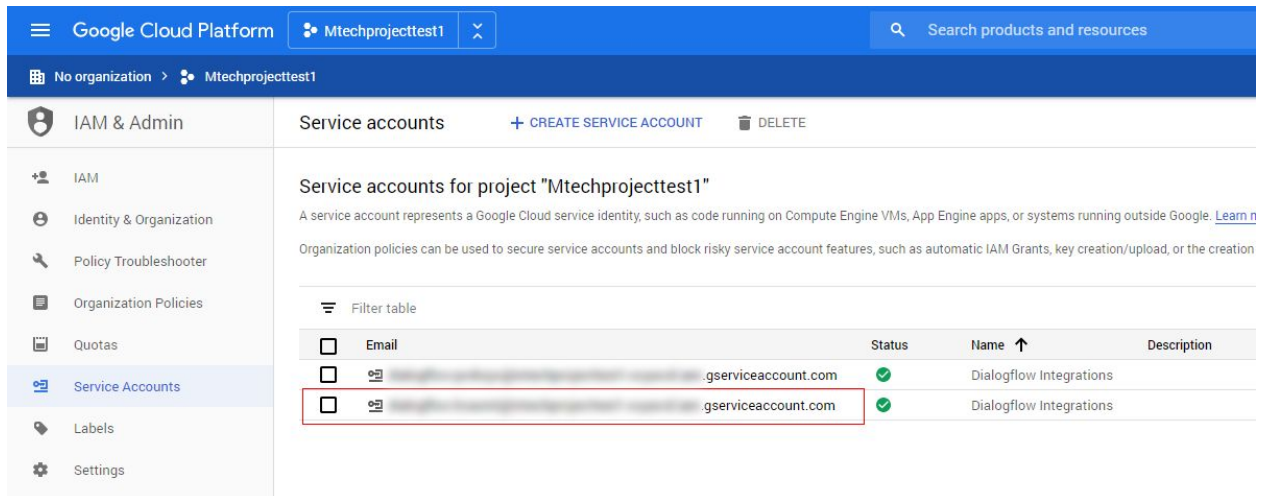 Google Cloud Platform Mtechprojecttest1 Search products and resources
No organization > Mtechprojecttest1
IAM & Admin Service accounts + CREATE SERVICE ACCOUNT DELETE
IAM
Identity & Organization
Policy Troubleshooter
Organization Policies
Quotas
Service Accounts
Labels
Settings
Service accounts for project "Mtechprojecttest1"
A service account represents a Google Cloud service identity, such as code running on Compute Engine VMs, App Engine apps, or systems running outside Google. Learn
Organization policies can be used to secure service accounts and block risky service account features, such as automatic IAM Grants, key creation/upload, or the creation
Filter table
Email Status Name ↑ Description
.gserviceaccount.com Dialogflow Integrations
.gserviceaccount.com Dialogflow Integrations